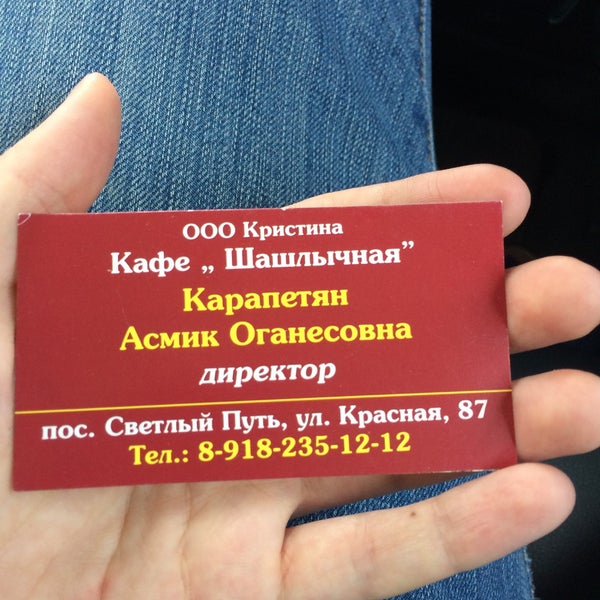 ООО Кристина
Кафе „ Шашлычная”
Карапетян
Асмик Оганесовна
директор
пос. Светлый Путь, ул. Красная, 87
Тел.: 8-918-235-12-12